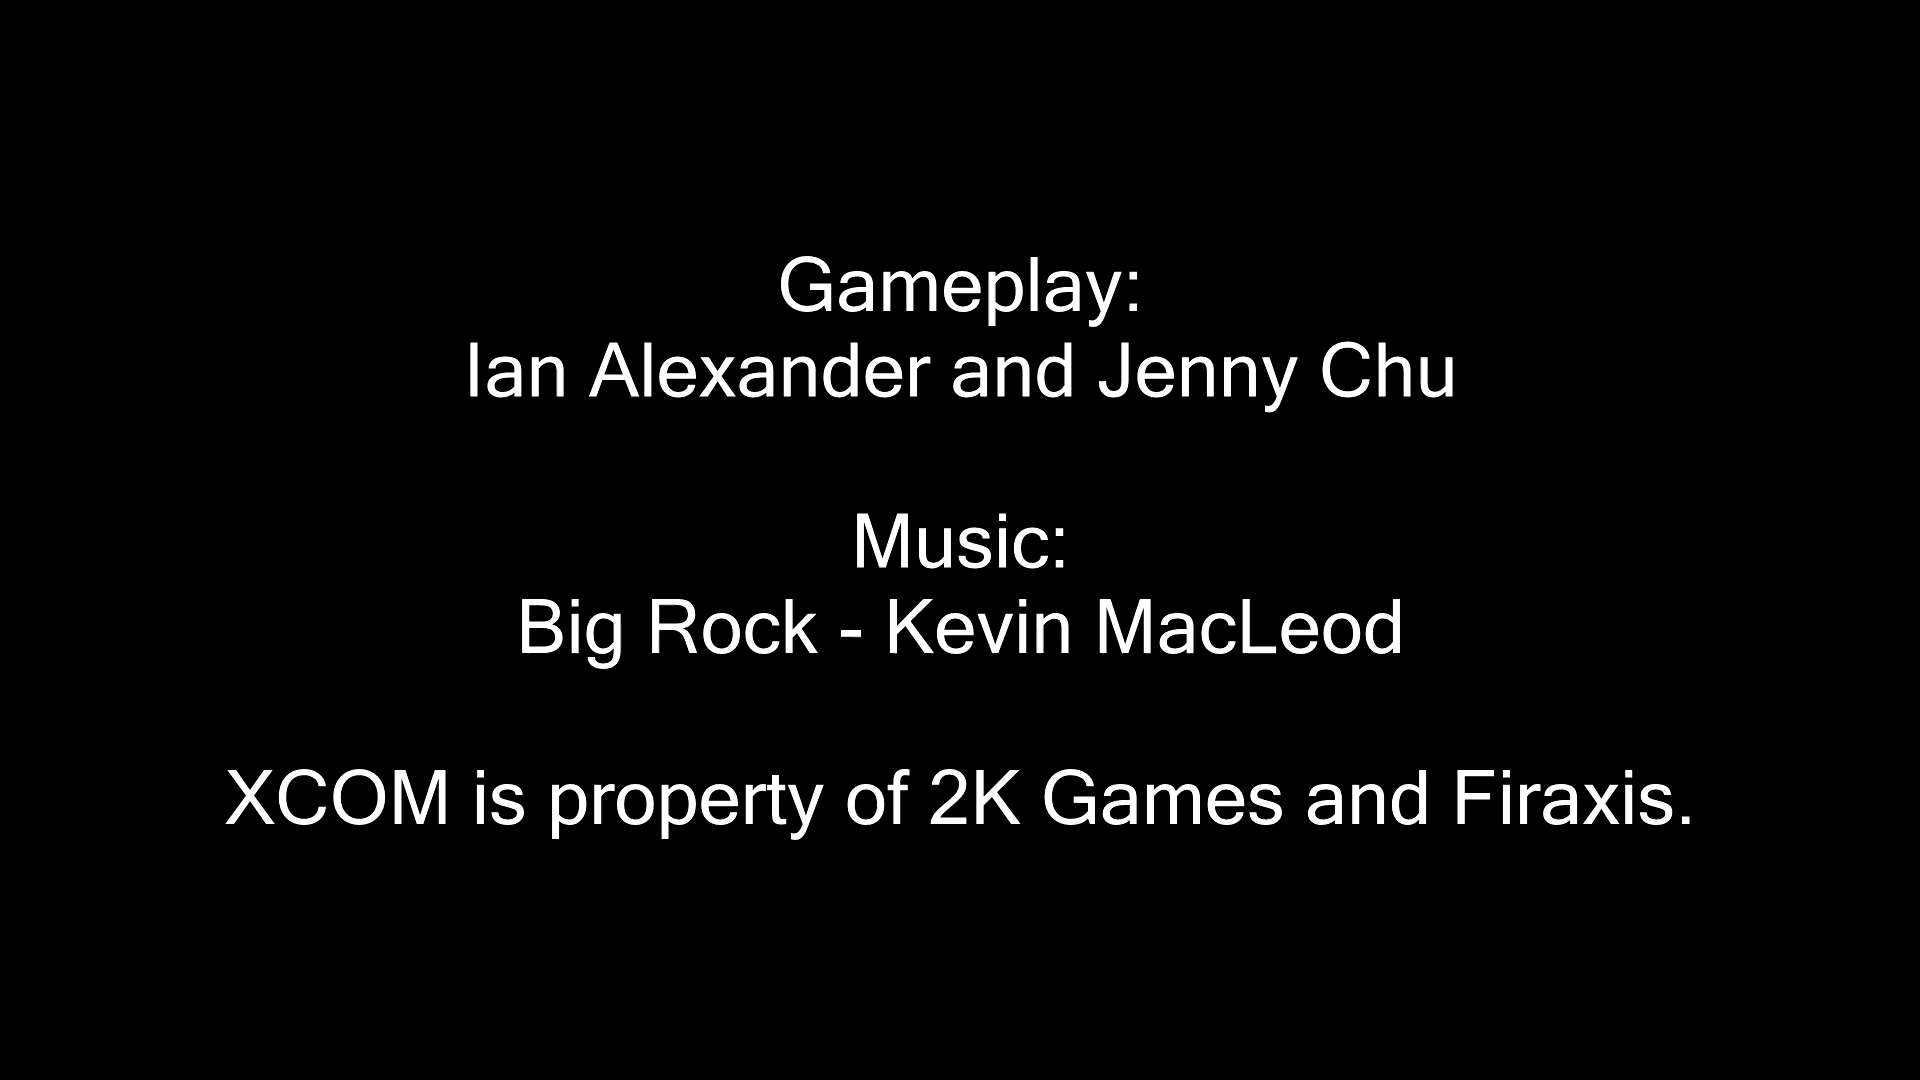 Gameplay:
Ian Alexander and Jenny Chu
Music:
Big Rock - Kevin MacLeod
XCOM is property of 2K Games and Firaxis.